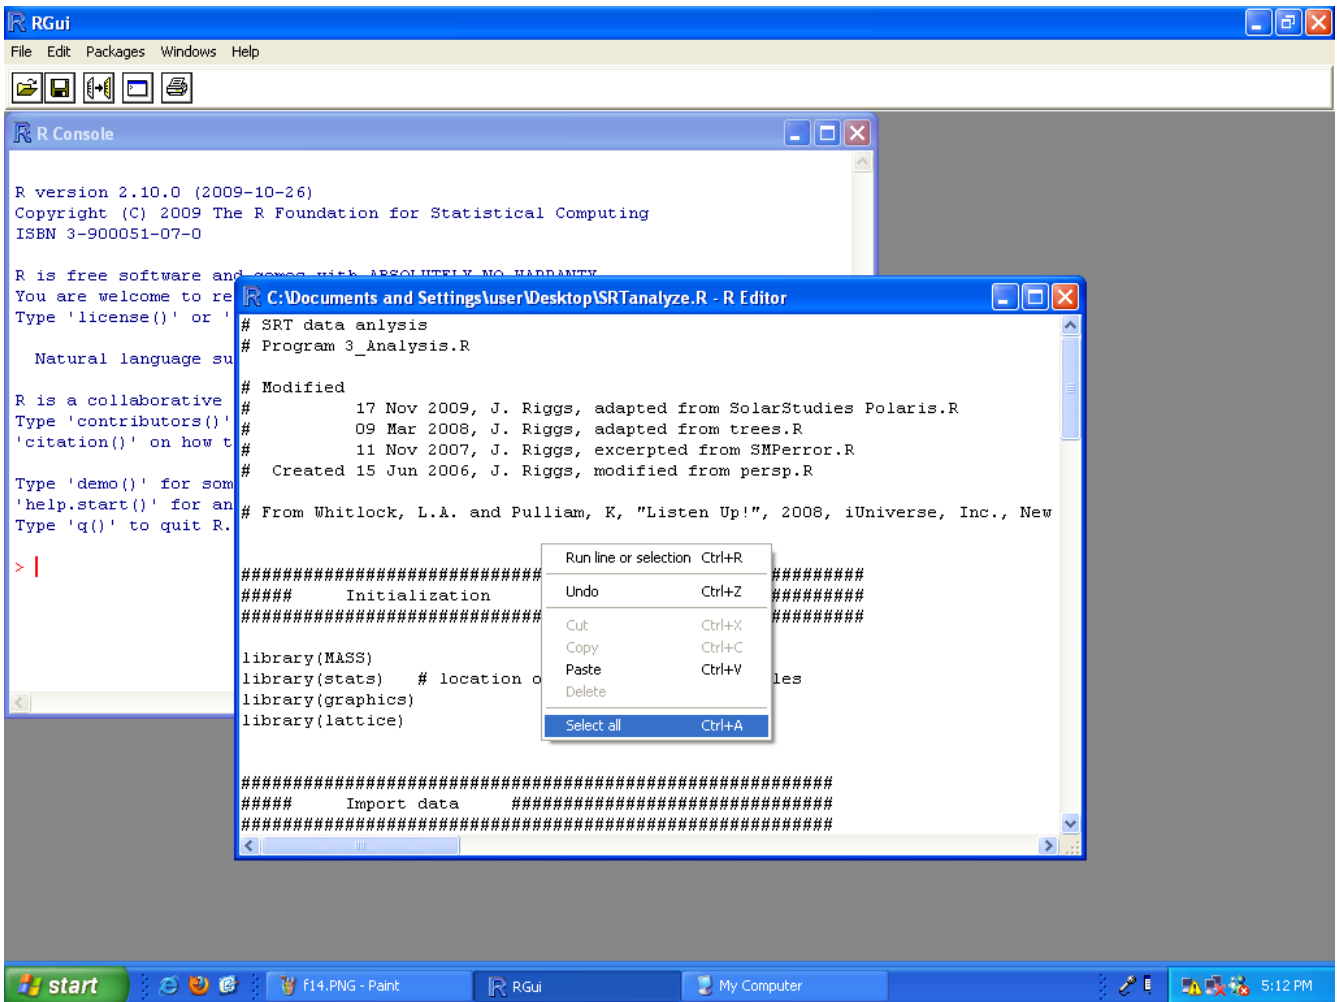 RGui
File Edit Packages Windows Help
R Console
R version 2.10.0 (2009-10-26)
Copyright (C) 2009 The R Foundation for Statistical Computing
ISBN 3-900051-07-0
R is free software and comes with ABSOLUTELY NO WARRANTY
You are welcome to re
Type 'license()' or '
Natural language su
R is a collaborative
Type 'contributors()'
'citation()' on how t
Type 'demo()' for som
'help.start()' for an
Type 'q()' to quit R.
>
C:\Documents and Settings\user\Desktop\SRTanalyze.R - R Editor
# SRT data anlysis
# Program 3_Analysis.R
# Modified
# 17 Nov 2009, J. Riggs, adapted from SolarStudies Polaris.R
# 09 Mar 2008, J. Riggs, adapted from trees.R
# 11 Nov 2007, J. Riggs, excerpted from SMPerror.R
# Created 15 Jun 2006, J. Riggs, modified from persp.R
# From Whitlock, L.A. and Pulliam, K, "Listen Up!", 2008, iUniverse, Inc., New
############################# #########
##### Initialization #########
############################# #########
library(MASS)
library(stats) # location o les
library(graphics)
library(lattice)
#########################################################
##### Import data ###############################
#########################################################
Run line or selection Ctrl+R
Undo Ctrl+Z
Cut Ctrl+X
Copy Ctrl+C
Paste Ctrl+V
Delete
Select all Ctrl+A
start
f14.PNG - Paint
RGui
My Computer
5:12 PM